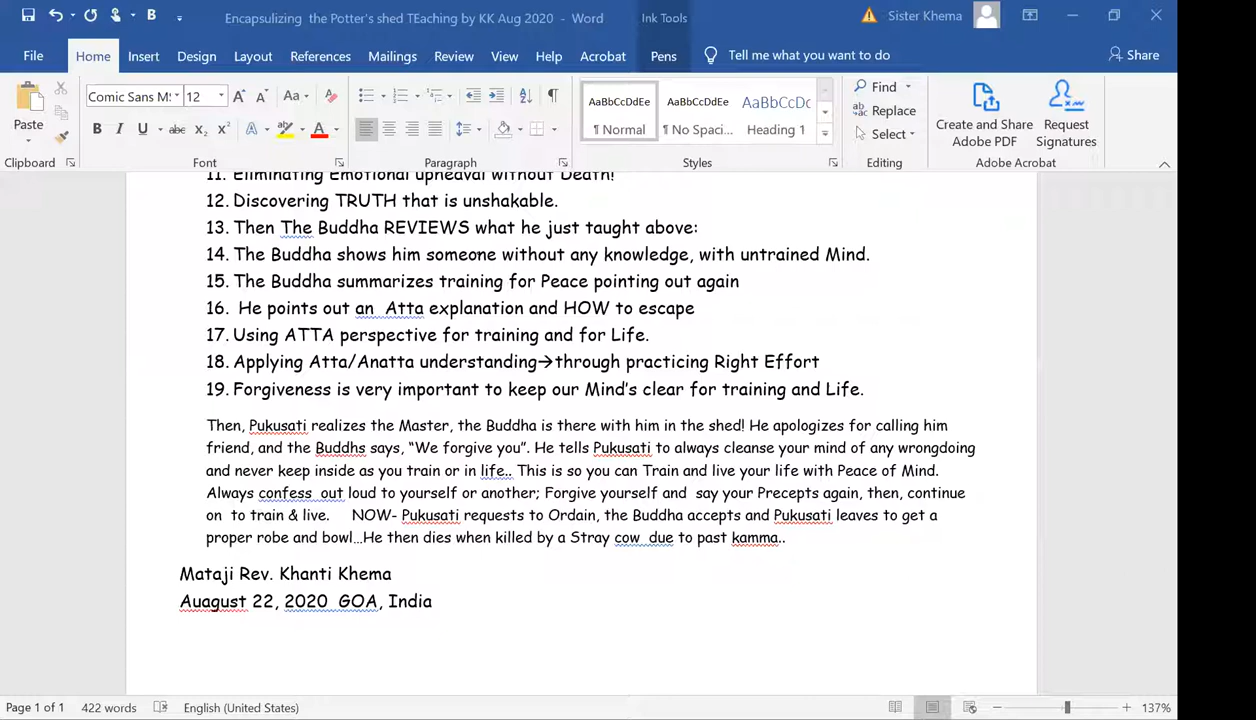 Encapsulizing  the Potter's shed TEaching by KK Aug 2020  -  Word
Ink Tools
Sister Khema
File
Home
Insert
Design
Layout
References
Mailings
Review
View
Help
Acrobat
Pens
Tell me what you want to do
Share
Paste
Comic Sans M!
12
AaBbCcDdEe
¶ Normal
AaBbCcDdEe
¶ No Spaci...
AaBbCcDc
Heading 1
Find
Replace
Select
Create and Share
Adobe PDF
Request
Signatures
Clipboard
Font
Paragraph
Styles
Editing
Adobe Acrobat
11. Eliminating Emotional upheaval without Death!
12. Discovering TRUTH that is unshakable.
13. Then The Buddha REVIEWS what he just taught above:
14. The Buddha shows him someone without any knowledge, with untrained Mind.
15. The Buddha summarizes training for Peace pointing out again
16.  He points out an  Atta explanation and HOW to escape
17. Using ATTA perspective for training and for Life.
18. Applying Atta/Anatta understanding→through practicing Right Effort
19. Forgiveness is very important to keep our Mind's clear for training and Life.
Then, Pukusati realizes the Master, the Buddha is there with him in the shed! He apologizes for calling him
friend, and the Buddhs says, “We forgive you”. He tells Pukusati to always cleanse your mind of any wrongdoing
and never keep inside as you train or in life.. This is so you can Train and live your life with Peace of Mind.
Always confess  out loud to yourself or another; Forgive yourself and  say your Precepts again, then, continue
on  to train & live.    NOW- Pukusati requests to Ordain, the Buddha accepts and Pukusati leaves to get a
proper robe and bowl…He then dies when killed by a Stray cow  due to past kamma..
Mataji Rev. Khanti Khema
Auagust 22, 2020  GOA, India
Page 1 of 1
422 words
English (United States)
137%